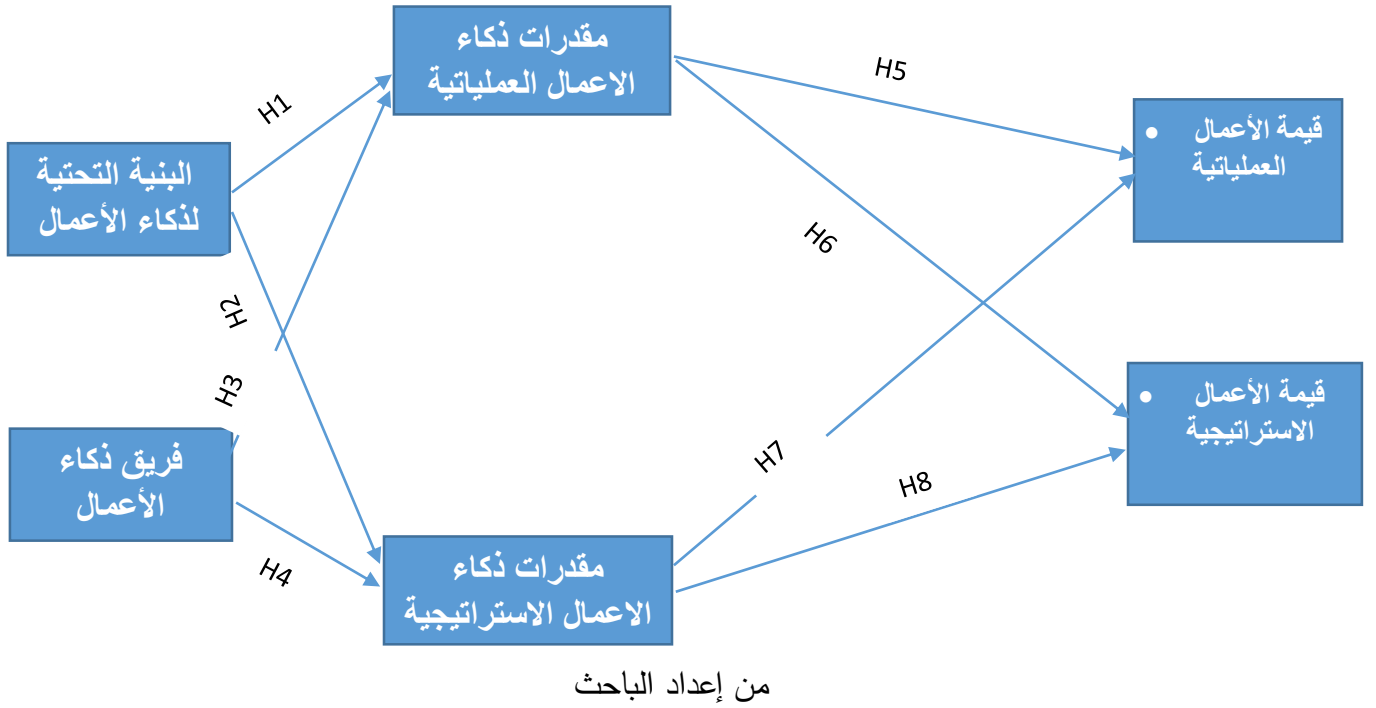 مقدرات ذكاء
الاعمال العملياتية
H5
H1
• قيمة الأعمال
العملياتية
البنية التحتية
لذكاء الأعمال
H6
H2
H3
• قيمة الأعمال
الاستراتيجية
فريق ذكاء
الأعمال
H7
H8
H4
مقدرات ذكاء
الاعمال الاستراتيجية
من إعداد الباحث